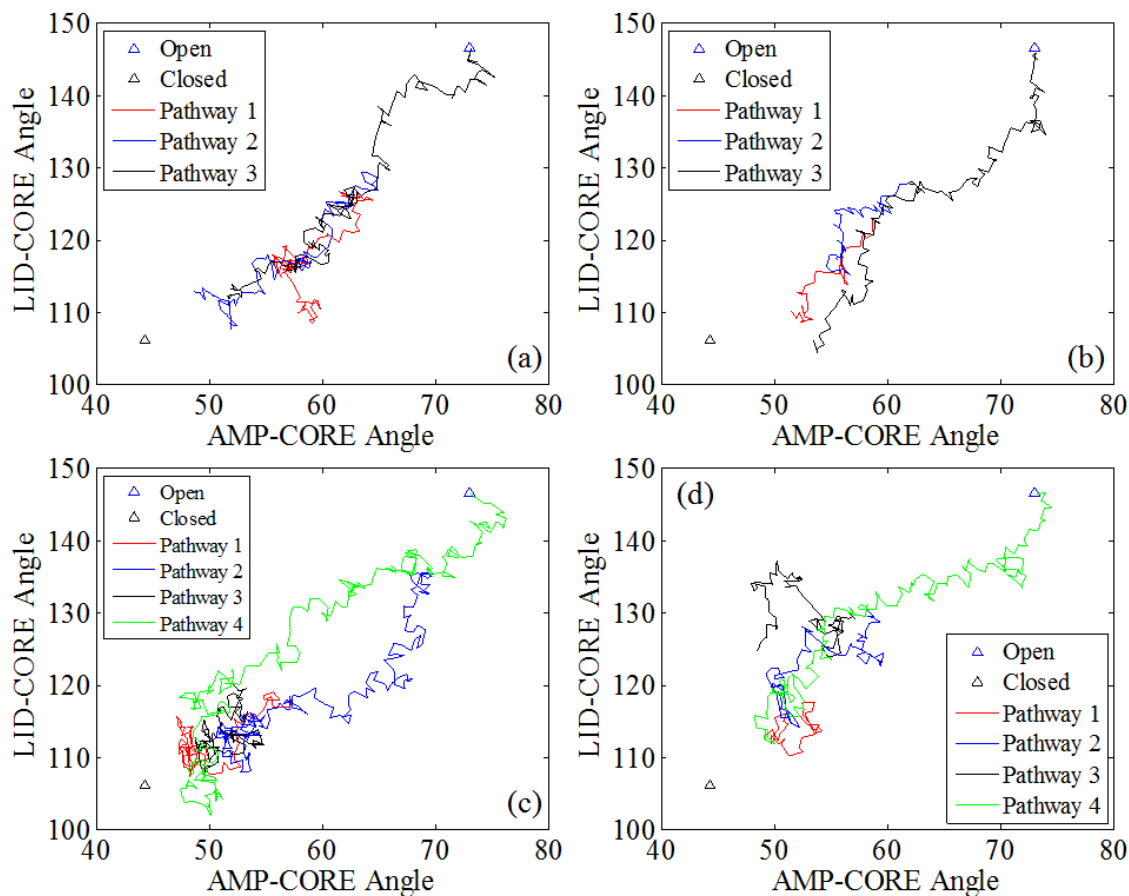 150
140
130
120
110
100
LID-CORE Angle
Open
Closed
Pathway 1
Pathway 2
Pathway 3
(a)
40 50 60 70 80
AMP-CORE Angle
150
140
130
120
110
100
LID-CORE Angle
Open
Closed
Pathway 1
Pathway 2
Pathway 3
(b)
40 50 60 70 80
AMP-CORE Angle
150
140
130
120
110
100
LID-CORE Angle
Open
Closed
Pathway 1
Pathway 2
Pathway 3
Pathway 4
(c)
40 50 60 70 80
AMP-CORE Angle
150
140
130
120
110
100
LID-CORE Angle
(d)
Open
Closed
Pathway 1
Pathway 2
Pathway 3
Pathway 4
40 50 60 70 80
AMP-CORE Angle